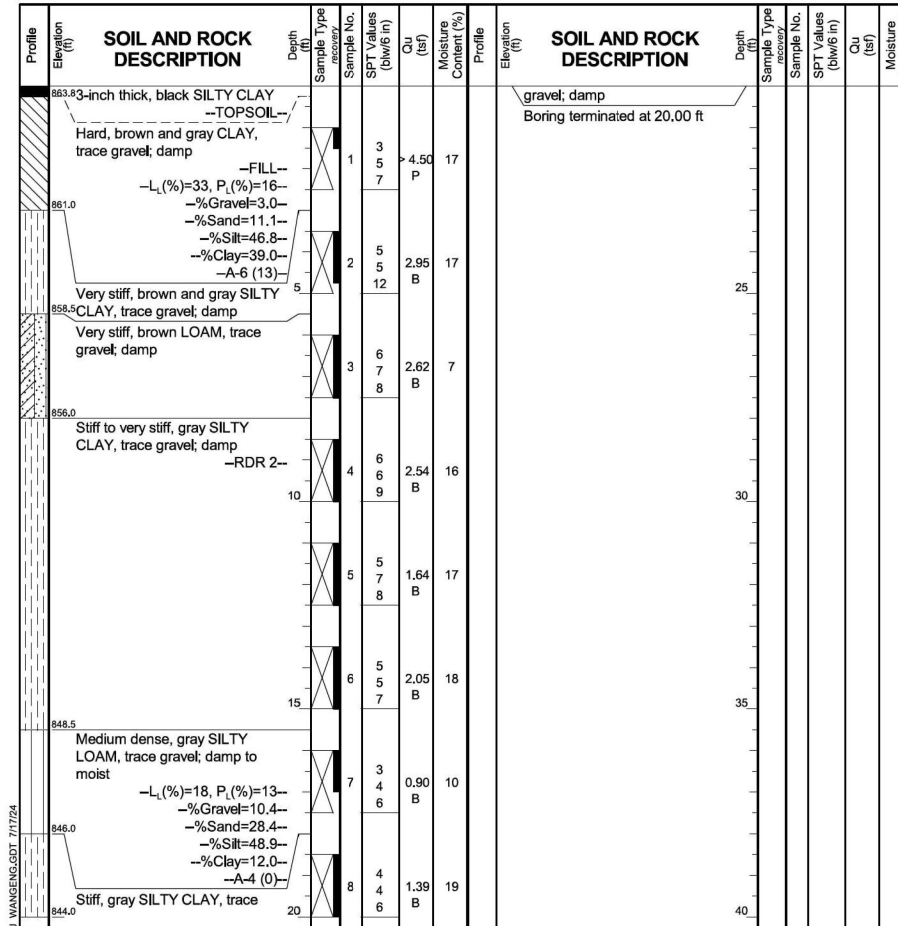 Profile
Elevation
(ft)
SOIL AND ROCK
DESCRIPTION
Depth
(ft)
Sample Type
recovery
Sample No.
SPT Values
(blw/6 in)
Qu
(tsf)
Moisture
Content (%)
Profile
Elevation
(ft)
SOIL AND ROCK
DESCRIPTION
Depth
(ft)
Sample Type
recovery
Sample No.
SPT Values
(blw/6 in)
Qu
(tsf)
Moisture
863.8 3-inch thick, black SILTY CLAY
--TOPSOIL--
Hard, brown and gray CLAY,
trace gravel; damp
--FILL--
--LL(%)=33, PL(%)=16--
--%Gravel=3.0--
--%Sand=11.1--
--%Silt=46.8--
--%Clay=39.0--
--A-6 (13)--
1
3
5
7
> 4.50
P
17
861.0
Very stiff, brown and gray SILTY
CLAY, trace gravel; damp
5
2
5
5
12
2.95
B
17
858.5
Very stiff, brown LOAM, trace
gravel; damp
3
6
7
8
2.62
B
7
856.0
Stiff to very stiff, gray SILTY
CLAY, trace gravel; damp
--RDR 2--
10
4
6
6
9
2.54
B
16
5
5
7
8
1.64
B
17
15
6
5
5
7
2.05
B
18
848.5
Medium dense, gray SILTY
LOAM, trace gravel; damp to
moist
--LL(%)=18, PL(%)=13--
--%Gravel=10.4--
--%Sand=28.4--
--%Silt=48.9--
--%Clay=12.0--
--A-4 (0)--
7
3
4
6
0.90
B
10
846.0
Stiff, gray SILTY CLAY, trace
20
8
4
4
6
1.39
B
19
844.0
gravel; damp
Boring terminated at 20.00 ft
25
30
35
40
WANGENG.GDT 7/17/24